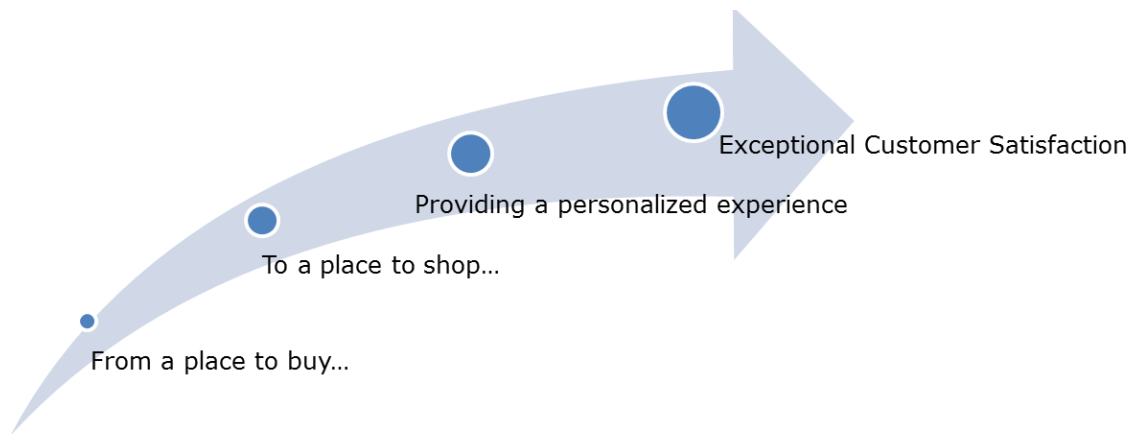 Exceptional Customer Satisfaction
Providing a personalized experience
To a place to shop…
From a place to buy…